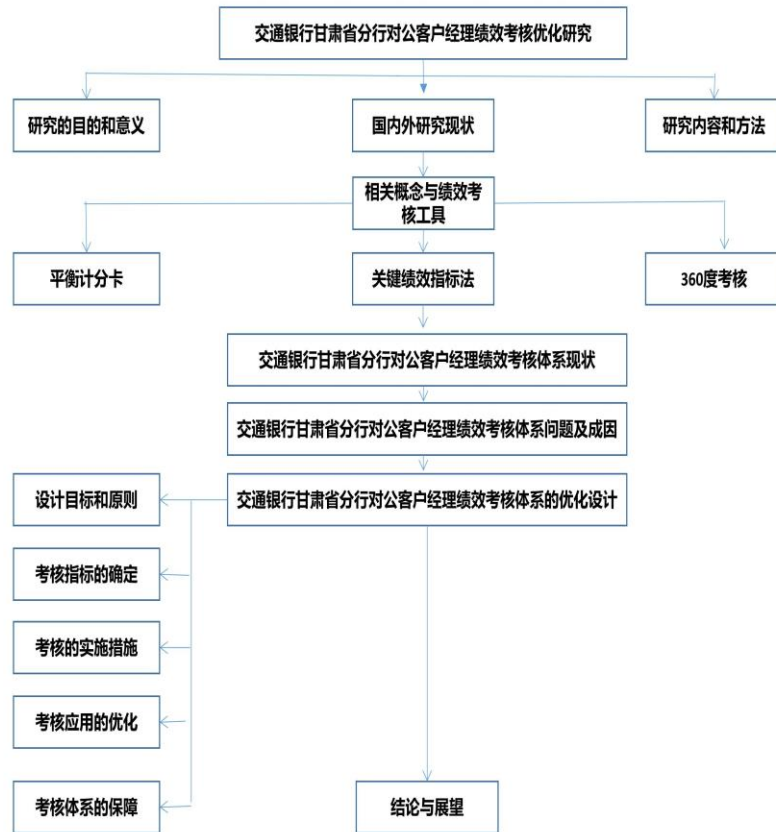 交通银行甘肃省分行对公客户经理绩效考核优化研究
研究的目的和意义
国内外研究现状
研究内容和方法
相关概念与绩效考
核工具
平衡计分卡
关键绩效指标法
360度考核
交通银行甘肃省分行对公客户经理绩效考核体系现状
交通银行甘肃省分行对公客户经理绩效考核体系问题及成因
设计目标和原则
交通银行甘肃省分行对公客户经理绩效考核体系的优化设计
考核指标的确定
考核的实施措施
考核应用的优化
考核体系的保障
结论与展望